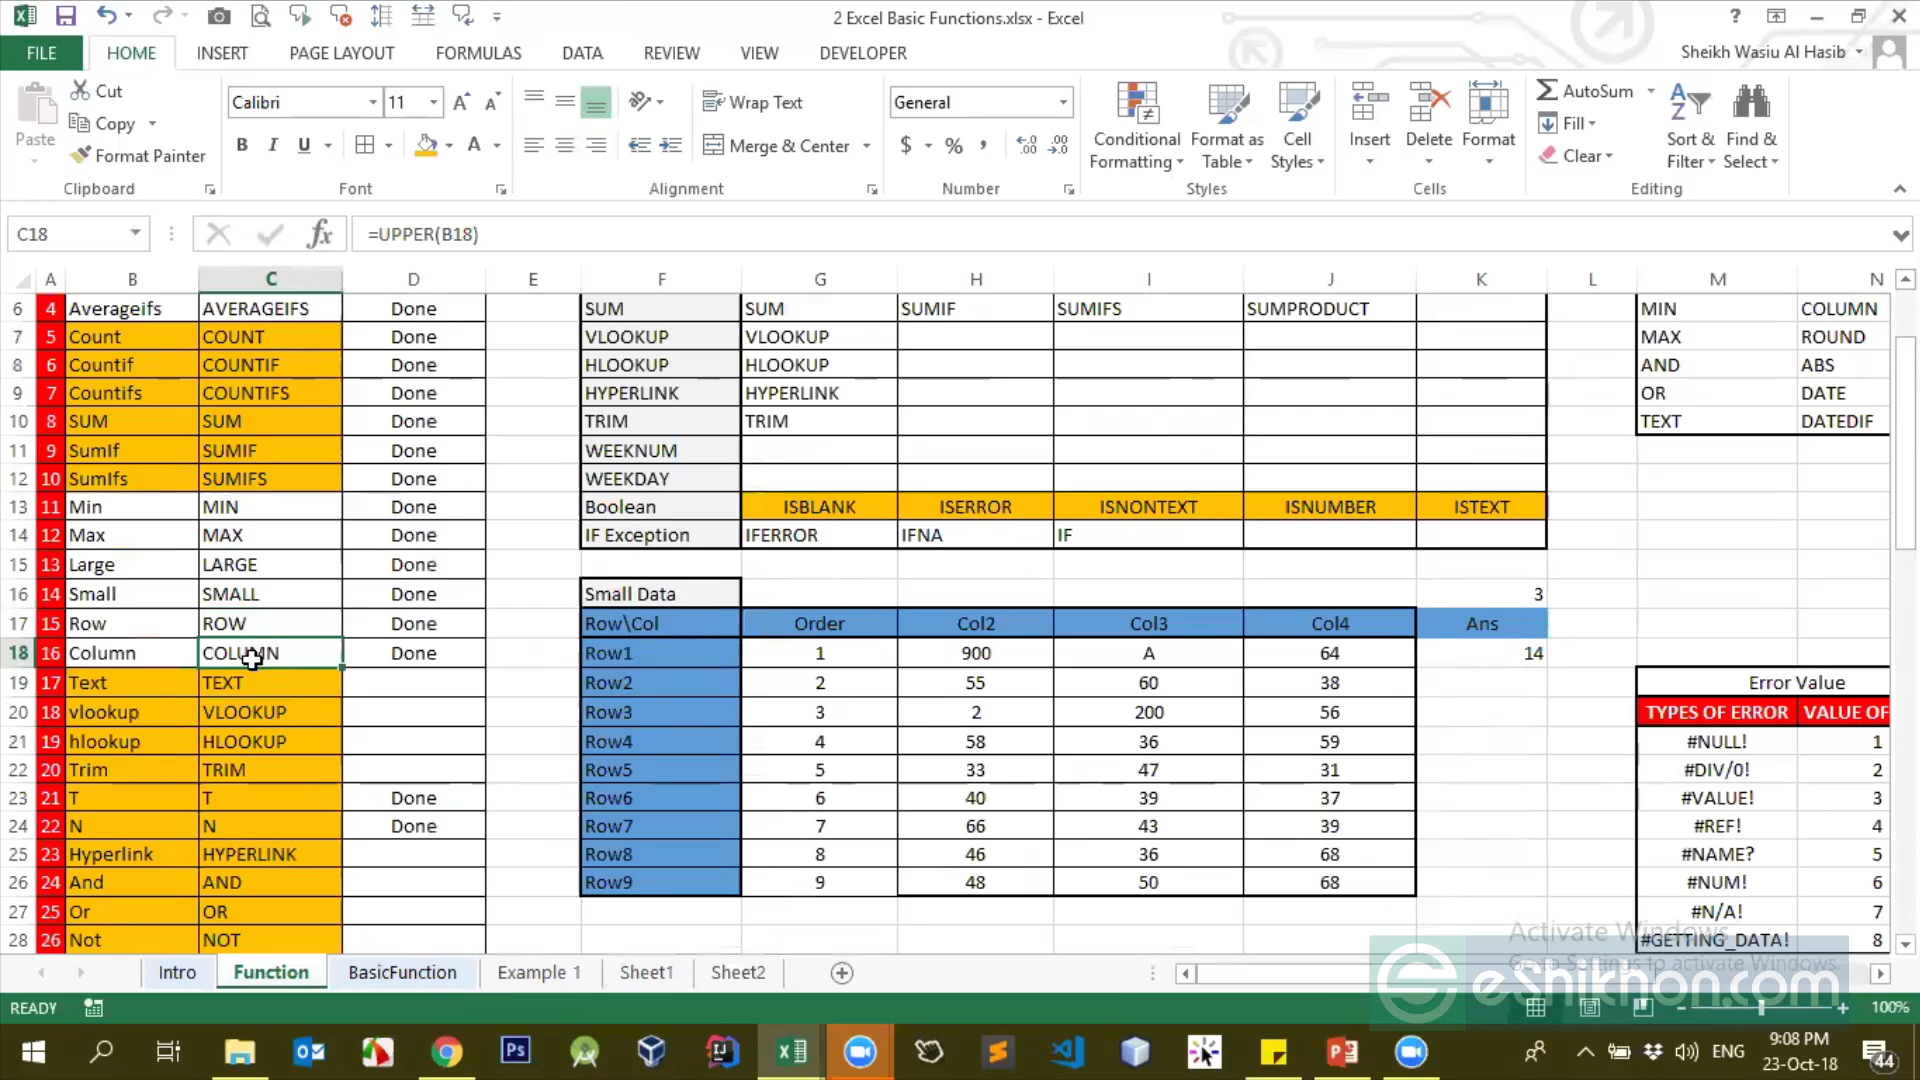 2 Excel Basic Functions.xlsx - Excel
FILE HOME INSERT PAGE LAYOUT FORMULAS DATA REVIEW VIEW DEVELOPER Sheikh Wasiu Al Hasib
Paste
Cut
Copy
Format Painter
Clipboard
Calibri 11
B I U
Font
Wrap Text
Merge & Center
Alignment
General
$ % ,
Number
Conditional Formatting
Format as Table
Cell Styles
Styles
Insert Delete Format
Cells
AutoSum
Fill
Clear
Sort & Filter
Find & Select
Editing
C18 fx =UPPER(B18)
A B C D E F G H I J K L M N
6 4 Averageifs AVERAGEIFS Done SUM SUM SUMIF SUMIFS SUMPRODUCT MIN COLUMN
7 5 Count COUNT Done VLOOKUP VLOOKUP MAX ROUND
8 6 Countif COUNTIF Done HLOOKUP HLOOKUP AND ABS
9 7 Countifs COUNTIFS Done HYPERLINK HYPERLINK OR DATE
10 8 SUM SUM Done TRIM TRIM TEXT DATEDIF
11 9 SumIf SUMIF Done WEEKNUM
12 10 SumIfs SUMIFS Done WEEKDAY
13 11 Min MIN Done Boolean ISBLANK ISERROR ISNONTEXT ISNUMBER ISTEXT
14 12 Max MAX Done IF Exception IFERROR IFNA IF
15 13 Large LARGE Done
16 14 Small SMALL Done Small Data 3
17 15 Row ROW Done Row\Col Order Col2 Col3 Col4 Ans
18 16 Column COLUMN Done Row1 1 900 A 64 14
19 17 Text TEXT Row2 2 55 60 38 Error Value
20 18 vlookup VLOOKUP Row3 3 2 200 56 TYPES OF ERROR VALUE OF
21 19 hlookup HLOOKUP Row4 4 58 36 59 #NULL! 1
22 20 Trim TRIM Row5 5 33 47 31 #DIV/0! 2
23 21 T T Done Row6 6 40 39 37 #VALUE! 3
24 22 N N Done Row7 7 66 43 39 #REF! 4
25 23 Hyperlink HYPERLINK Row8 8 46 36 68 #NAME? 5
26 24 And AND Row9 9 48 50 68 #NUM! 6
27 25 Or OR #N/A! 7
28 26 Not NOT #GETTING_DATA! 8
Activate Windows
Go to Settings to activate Windows.
eShikhon.com
Intro Function BasicFunction Example 1 Sheet1 Sheet2
READY 100%
ENG 9:08 PM
23-Oct-18
44